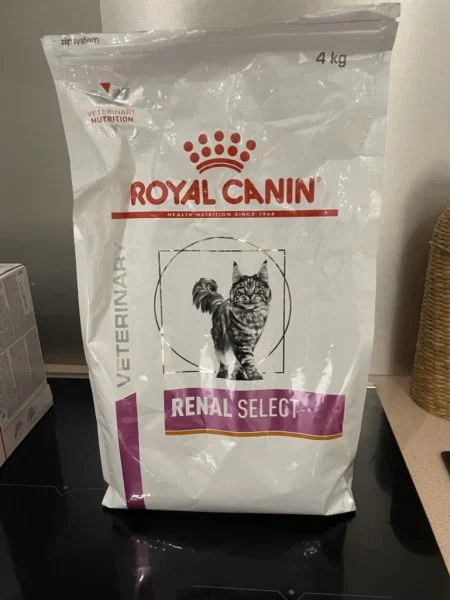 zip system
4 kg
VETERINARY
NUTRITION
ROYAL CANIN
HEALTH NUTRITION SINCE 1968
VETERINARY
RENAL SELECT